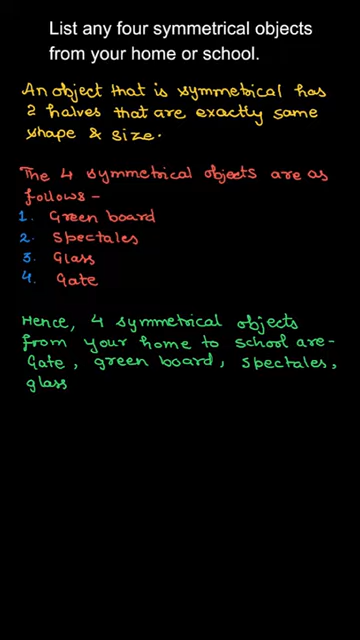 List any four symmetrical objects
from your home or school.
An object that is symmetrical has
2 halves that are exactly same
shape & size.
The 4 symmetrical objects are as
follows-
1. Green board
2. Spectales
3. Glass
4. Gate
Hence, 4 symmetrical objects
from your home to school are-
Gate, green board, spectales,
glass